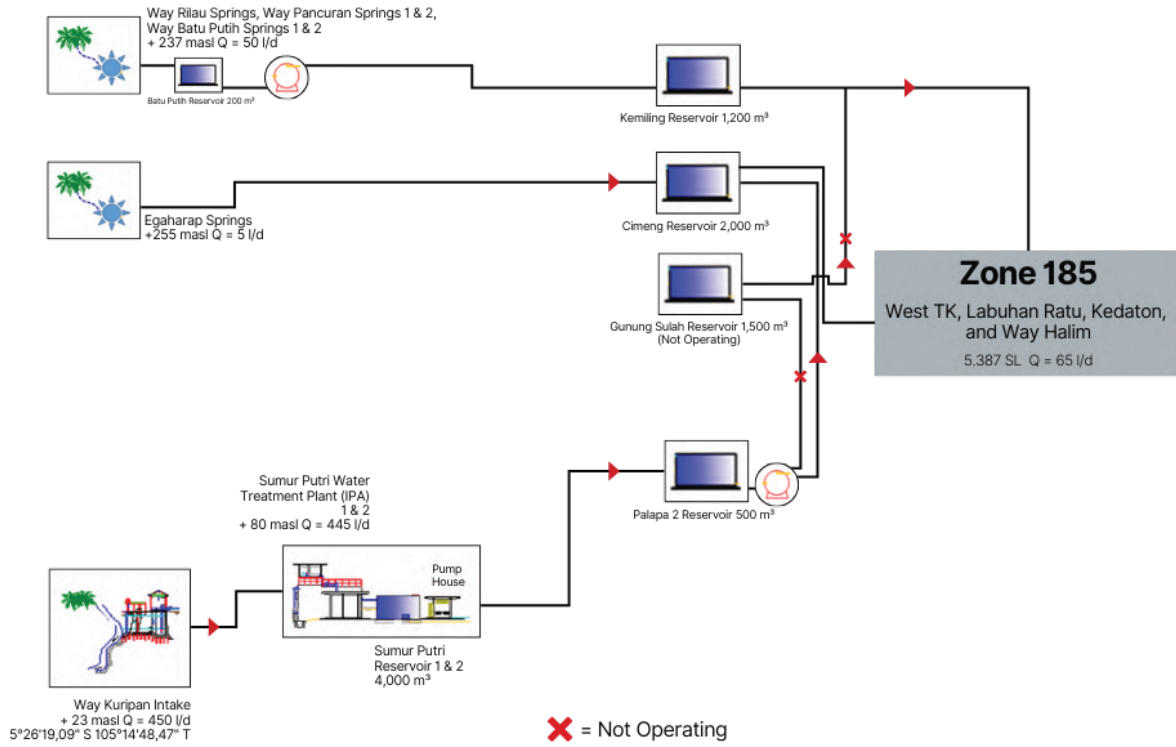 Way Rilau Springs, Way Pancuran Springs 1 & 2,
Way Batu Putih Springs 1 & 2
+ 237 masl Q = 50 l/d
Batu Putih Reservoir 200 m³
Kemiling Reservoir 1,200 m³
Egaharap Springs
+255 masl Q = 5 l/d
Cimeng Reservoir 2,000 m³
Gunung Sulah Reservoir 1,500 m³
(Not Operating)
Zone 185
West TK, Labuhan Ratu, Kedaton,
and Way Halim
5.387 SL Q = 65 l/d
Sumur Putri Water
Treatment Plant (IPA)
1 & 2
+ 80 masl Q = 445 l/d
Palapa 2 Reservoir 500 m³
Pump
House
Sumur Putri
Reservoir 1 & 2
4,000 m³
Way Kuripan Intake
+ 23 masl Q = 450 l/d
5°26'19,09" S 105°14'48,47" T
= Not Operating